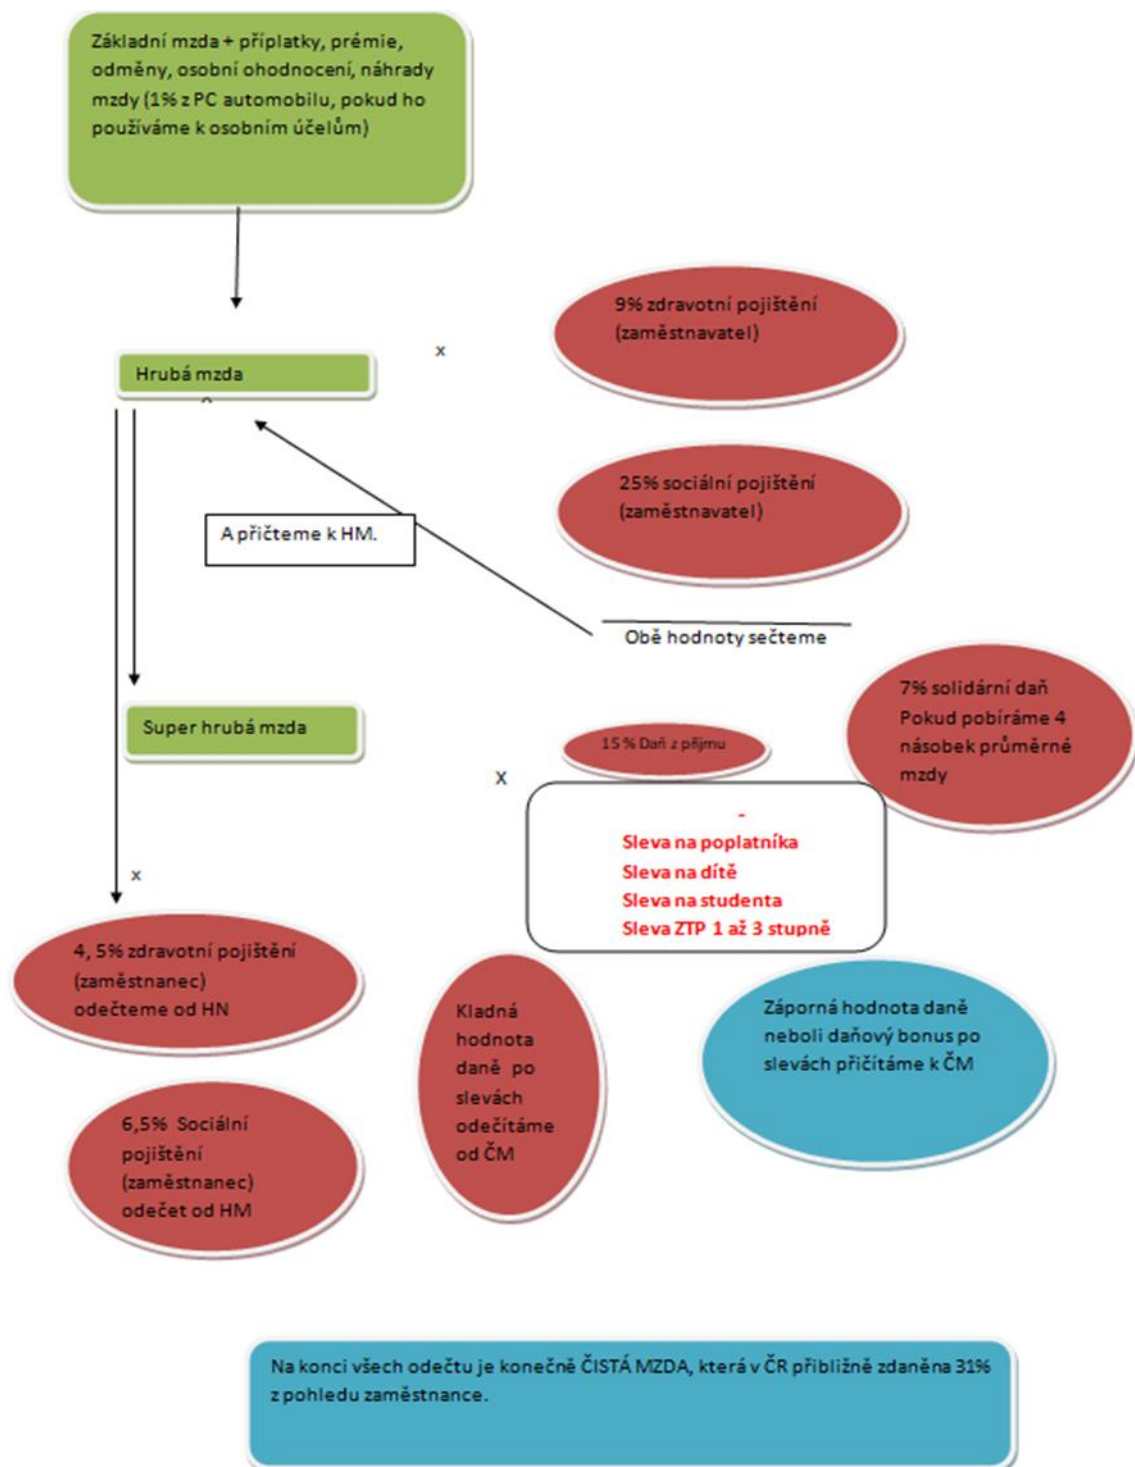 Základní mzda + příplatky, prémie,
odměny, osobní ohodnocení, náhrady
mzdy (1% z PC automobilu, pokud ho
používáme k osobním účelům)
9% zdravotní pojištění
(zaměstnavatel)
x
Hrubá mzda
25% sociální pojištění
(zaměstnavatel)
A přičteme k HM.
Obě hodnoty sečteme
7% solidární daň
Pokud pobíráme 4
násobek průměrné
mzdy
Super hrubá mzda
15 % Daň z příjmu
x
-
Sleva na poplatníka
Sleva na dítě
Sleva na studenta
Sleva ZTP 1 až 3 stupně
x
4, 5% zdravotní pojištění
(zaměstnanec)
odečteme od HN
Kladná
hodnota
daně po
slevách
odečítáme
od ČM
Záporná hodnota daně
neboli daňový bonus po
slevách přičítáme k ČM
6,5% Sociální
pojištění
(zaměstnanec)
odečet od HM
Na konci všech odečtu je konečně ČISTÁ MZDA, která v ČR přibližně zdaněna 31%
z pohledu zaměstnance.